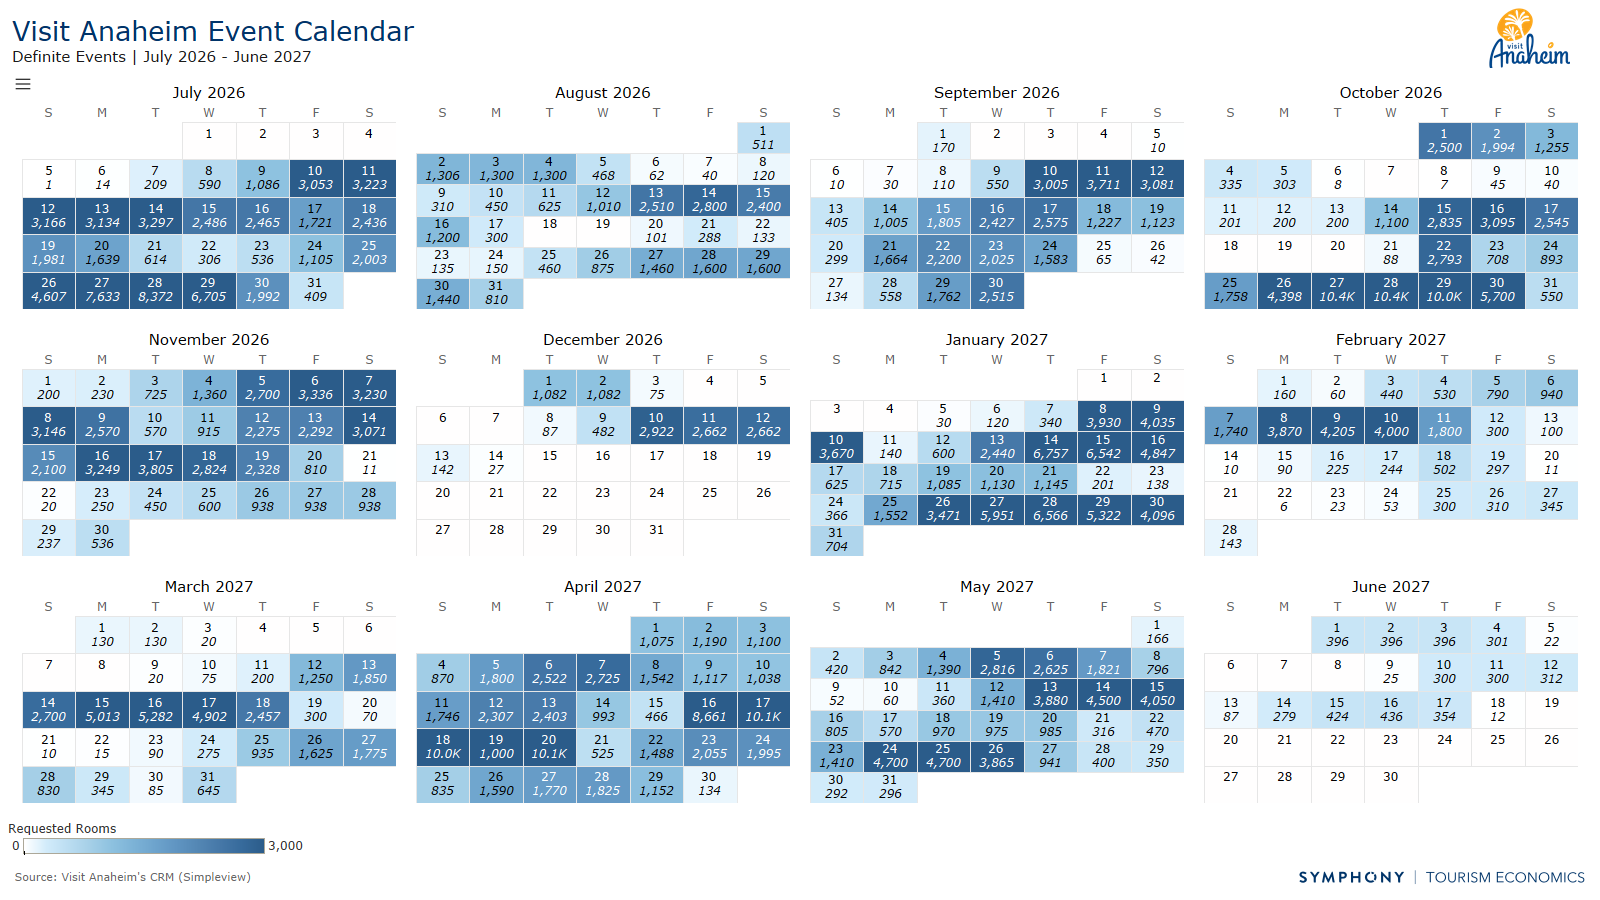 Visit Anaheim Event Calendar
Definite Events | July 2026 - June 2027
visit
Anaheim
July 2026 August 2026 September 2026 October 2026
S M T W T F S S M T W T F S S M T W T F S S M T W T F S
July 2026
1 2 3 4
5 6 7 8 9 10 11
1 14 209 590 1,086 3,053 3,223
12 13 14 15 16 17 18
3,166 3,134 3,297 2,486 2,465 1,721 2,436
19 20 21 22 23 24 25
1,981 1,639 614 306 536 1,105 2,003
26 27 28 29 30 31
4,607 7,633 8,372 6,705 1,992 409
August 2026
1
511
2 3 4 5 6 7 8
1,306 1,300 1,300 468 62 40 120
9 10 11 12 13 14 15
310 450 625 1,010 2,510 2,800 2,400
16 17 18 19 20 21 22
1,200 300 101 288 133
23 24 25 26 27 28 29
135 150 460 875 1,460 1,600 1,600
30 31
1,440 810
September 2026
1 2 3 4 5
170 10
6 7 8 9 10 11 12
10 30 110 550 3,005 3,711 3,081
13 14 15 16 17 18 19
405 1,005 1,805 2,427 2,575 1,227 1,123
20 21 22 23 24 25 26
299 1,664 2,200 2,025 1,583 65 42
27 28 29 30
134 558 1,762 2,515
October 2026
1 2 3
2,500 1,994 1,255
4 5 6 7 8 9 10
335 303 8 7 45 40
11 12 13 14 15 16 17
201 200 200 1,100 2,835 3,095 2,545
18 19 20 21 22 23 24
88 2,793 708 893
25 26 27 28 29 30 31
1,758 4,398 10.4K 10.4K 10.0K 5,700 550
November 2026
S M T W T F S
1 2 3 4 5 6 7
200 230 725 1,360 2,700 3,336 3,230
8 9 10 11 12 13 14
3,146 2,570 570 915 2,275 2,292 3,071
15 16 17 18 19 20 21
2,100 3,249 3,805 2,824 2,328 810 11
22 23 24 25 26 27 28
20 250 450 600 938 938 938
29 30
237 536
December 2026
S M T W T F S
1 2 3 4 5
1,082 1,082 75
6 7 8 9 10 11 12
87 482 2,922 2,662 2,662
13 14 15 16 17 18 19
142 27
20 21 22 23 24 25 26
27 28 29 30 31
January 2027
S M T W T F S
1 2
3 4 5 6 7 8 9
30 120 340 3,930 4,035
10 11 12 13 14 15 16
3,670 140 600 2,440 6,757 6,542 4,847
17 18 19 20 21 22 23
625 715 1,085 1,130 1,145 201 138
24 25 26 27 28 29 30
366 1,552 3,471 5,951 6,566 5,322 4,096
31
704
February 2027
S M T W T F S
1 2 3 4 5 6
160 60 440 530 790 940
7 8 9 10 11 12 13
1,740 3,870 4,205 4,000 1,800 300 100
14 15 16 17 18 19 20
10 90 225 244 502 297 11
21 22 23 24 25 26 27
6 23 53 300 310 345
28
143
March 2027
S M T W T F S
1 2 3 4 5 6
130 130 20
7 8 9 10 11 12 13
20 75 200 1,250 1,850
14 15 16 17 18 19 20
2,700 5,013 5,282 4,902 2,457 300 70
21 22 23 24 25 26 27
10 15 90 275 935 1,625 1,775
28 29 30 31
830 345 85 645
April 2027
S M T W T F S
1 2 3
1,075 1,190 1,100
4 5 6 7 8 9 10
870 1,800 2,522 2,725 1,542 1,117 1,038
11 12 13 14 15 16 17
1,746 2,307 2,403 993 466 8,661 10.1K
18 19 20 21 22 23 24
10.0K 1,000 10.1K 525 1,488 2,055 1,995
25 26 27 28 29 30
835 1,590 1,770 1,825 1,152 134
May 2027
S M T W T F S
1
166
2 3 4 5 6 7 8
420 842 1,390 2,816 2,625 1,821 796
9 10 11 12 13 14 15
52 60 360 1,410 3,880 4,500 4,050
16 17 18 19 20 21 22
805 570 970 975 985 316 470
23 24 25 26 27 28 29
1,410 4,700 4,700 3,865 941 400 350
30 31
292 296
June 2027
S M T W T F S
1 2 3 4 5
396 396 396 301 22
6 7 8 9 10 11 12
25 300 300 312
13 14 15 16 17 18 19
87 279 424 436 354 12
20 21 22 23 24 25 26
27 28 29 30
Requested Rooms
0 3,000
Source: Visit Anaheim's CRM (Simpleview)
SYMPHONY | TOURISM ECONOMICS